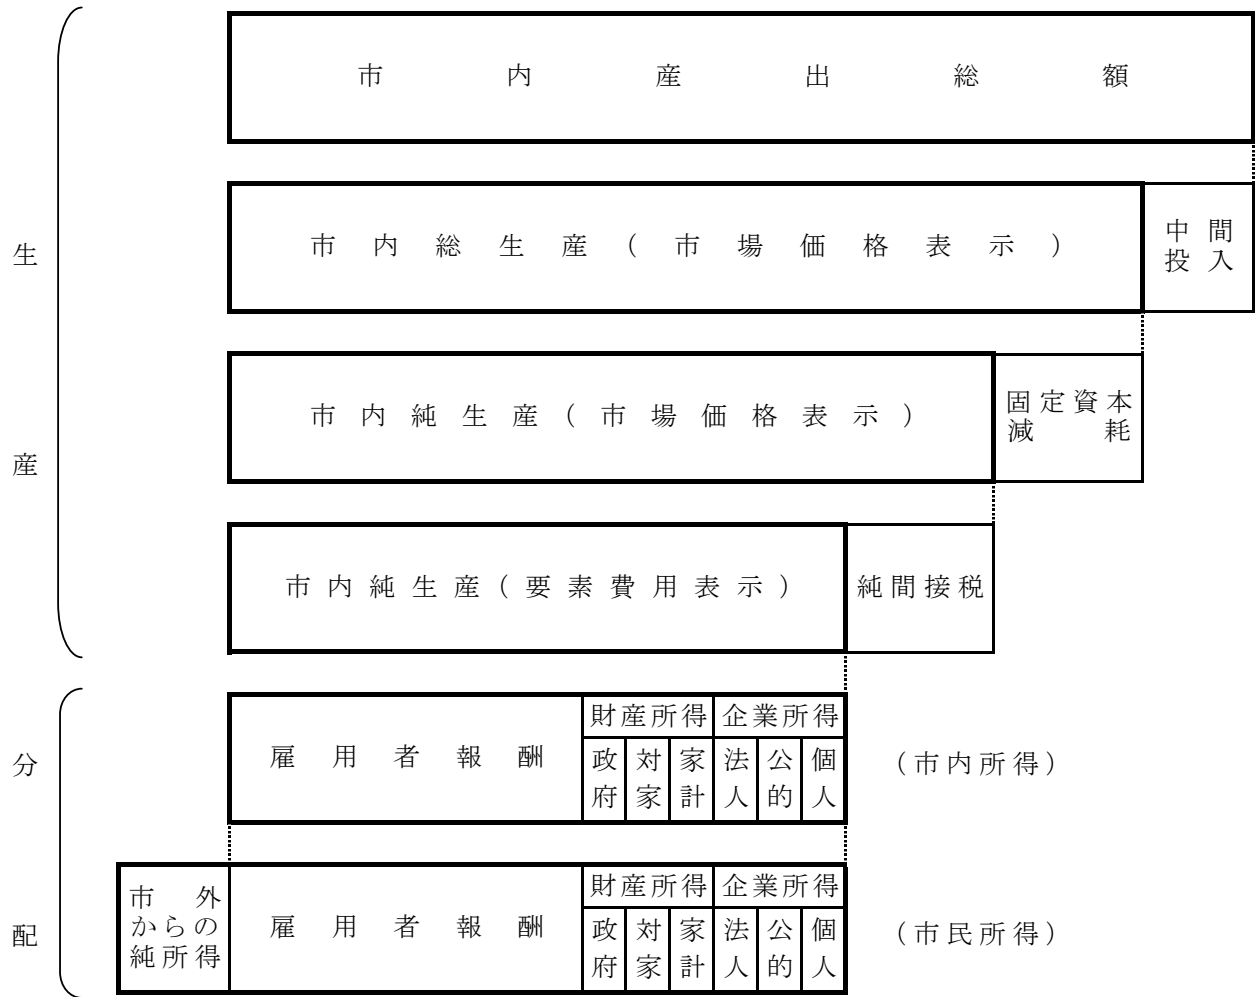 市内産出総額
市内総生産(市場価格表示)
中間
投入
生
市内純生産(市場価格表示)
固定資本
減耗
産
市内純生産(要素費用表示)
純間接税
分
雇用者報酬
財産所得
企業所得
政府
対家
家計
法人
公的
個人
(市内所得)
配
市外
からの
純所得
雇用者報酬
財産所得
企業所得
政府
対家
家計
法人
公的
個人
(市民所得)